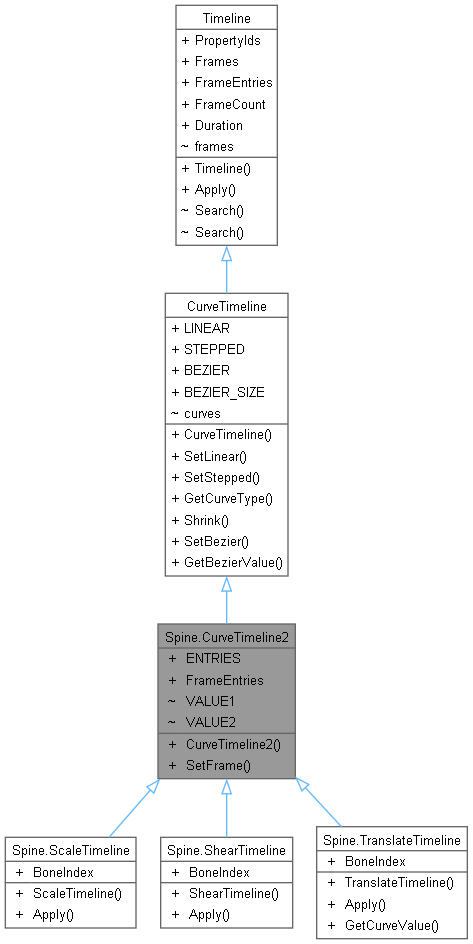 Timeline
+ PropertyIds
+ Frames
+ FrameEntries
+ FrameCount
+ Duration
~ frames
+ Timeline()
+ Apply()
~ Search()
~ Search()
CurveTimeline
+ LINEAR
+ STEPPED
+ BEZIER
+ BEZIER_SIZE
~ curves
+ CurveTimeline()
+ SetLinear()
+ SetStepped()
+ GetCurveType()
+ Shrink()
+ SetBezier()
+ GetBezierValue()
Spine.CurveTimeline2
+ ENTRIES
+ FrameEntries
~ VALUE1
~ VALUE2
+ CurveTimeline2()
+ SetFrame()
Spine.ScaleTimeline
+ BoneIndex
+ ScaleTimeline()
+ Apply()
Spine.ShearTimeline
+ BoneIndex
+ ShearTimeline()
+ Apply()
Spine.TranslateTimeline
+ BoneIndex
+ TranslateTimeline()
+ Apply()
+ GetCurveValue()